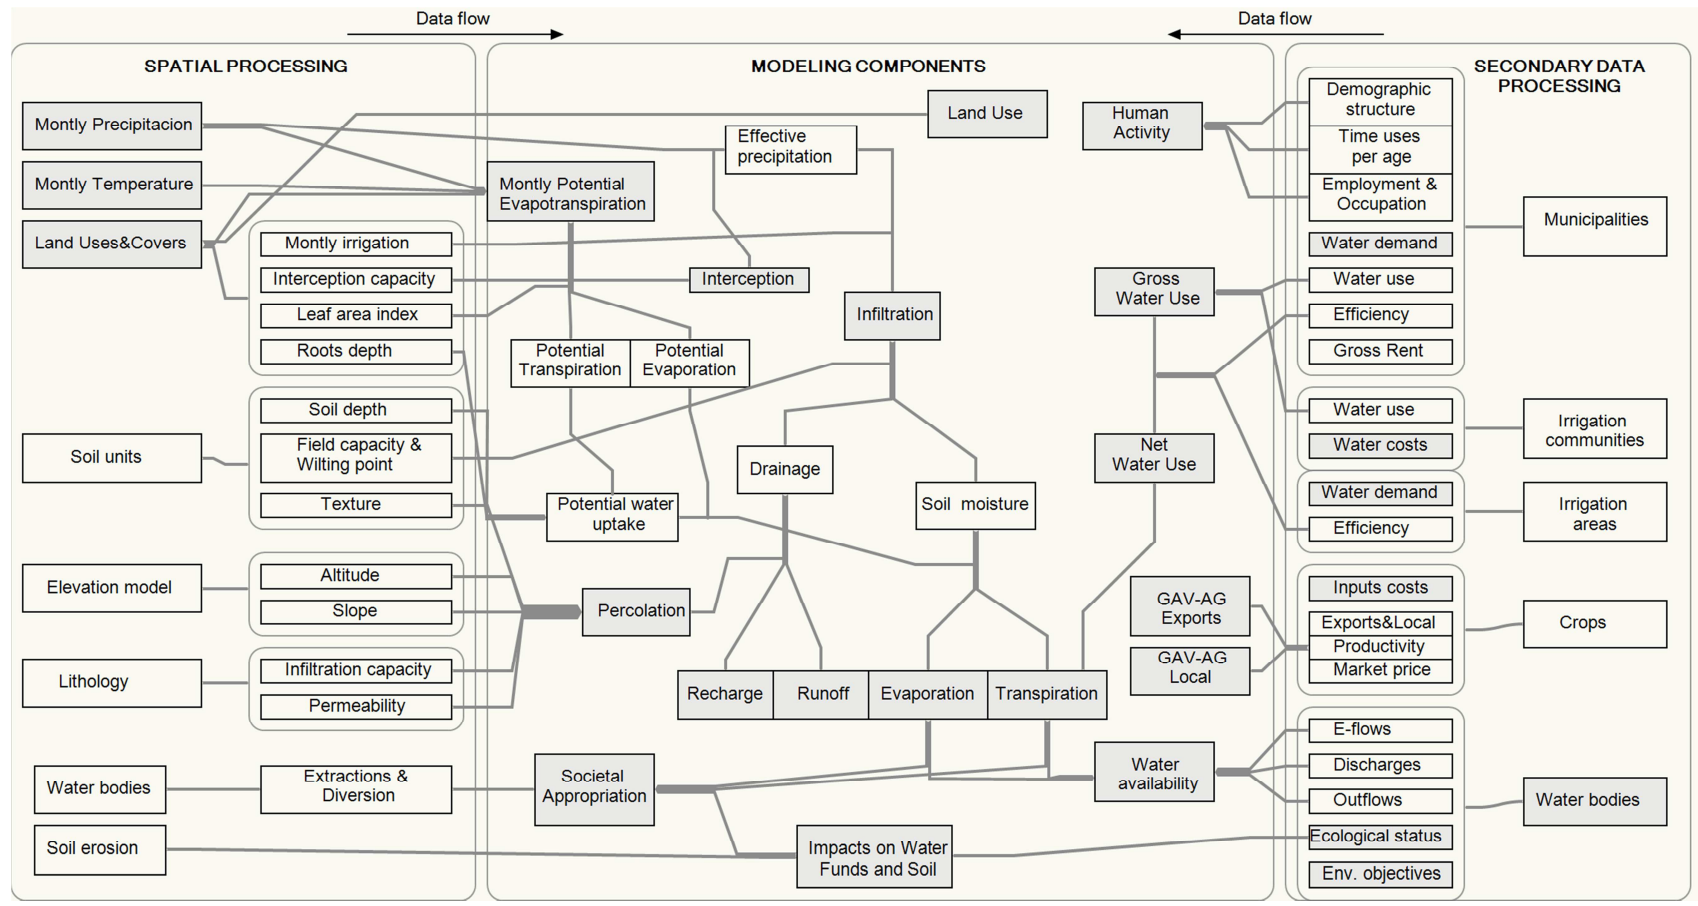 Data flow
Data flow
SPATIAL PROCESSING
Montly Precipitacion
Montly Temperature
Land Uses&Covers
Montly irrigation
Interception capacity
Leaf area index
Roots depth
Soil units
Soil depth
Field capacity &
Wilting point
Texture
Elevation model
Altitude
Slope
Lithology
Infiltration capacity
Permeability
Water bodies
Extractions &
Diversion
Soil erosion
MODELING COMPONENTS
Land Use
Human
Activity
Effective
precipitation
Montly Potential
Evapotranspiration
Interception
Gross
Water Use
Infiltration
Potential
Transpiration
Potential
Evaporation
Drainage
Net
Water Use
Soil moisture
Potential water
uptake
Percolation
GAV-AG
Exports
GAV-AG
Local
Recharge
Runoff
Evaporation
Transpiration
Societal
Appropriation
Water
availability
Impacts on Water
Funds and Soil
SECONDARY DATA
PROCESSING
Demographic
structure
Time uses
per age
Employment &
Occupation
Water demand
Water use
Efficiency
Gross Rent
Municipalities
Water use
Water costs
Irrigation
communities
Water demand
Efficiency
Irrigation
areas
Inputs costs
Exports&Local
Productivity
Market price
Crops
E-flows
Discharges
Outflows
Ecological status
Env. objectives
Water bodies